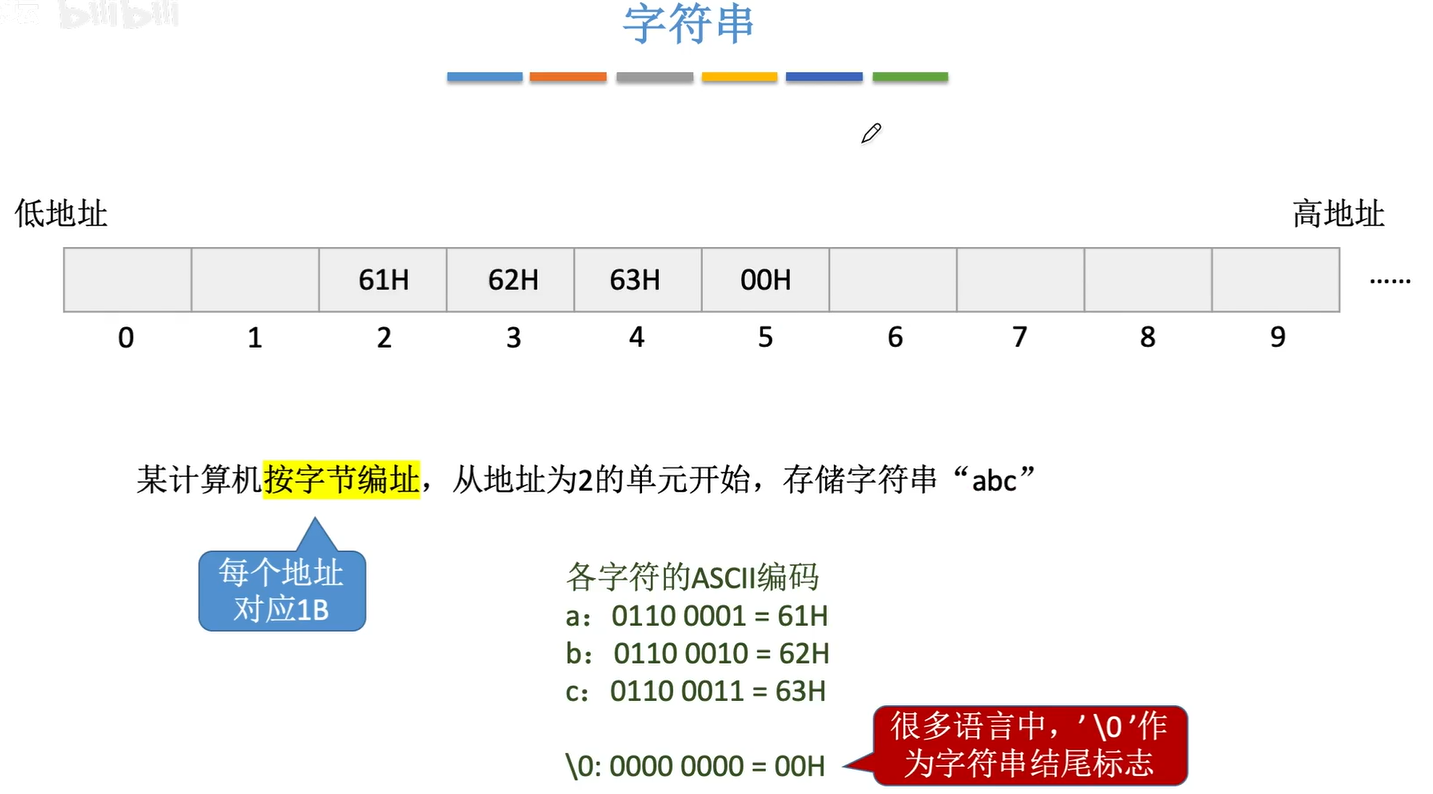 bilibili
字符串
低地址
高地址
61H 62H 63H 00H ……
0 1 2 3 4 5 6 7 8 9
某计算机按字节编址，从地址为2的单元开始，存储字符串“abc”
每个地址
对应1B
各字符的ASCII编码
a：0110 0001 = 61H
b：0110 0010 = 62H
c：0110 0011 = 63H
\0: 0000 0000 = 00H
很多语言中，’\0’作
为字符串结尾标志